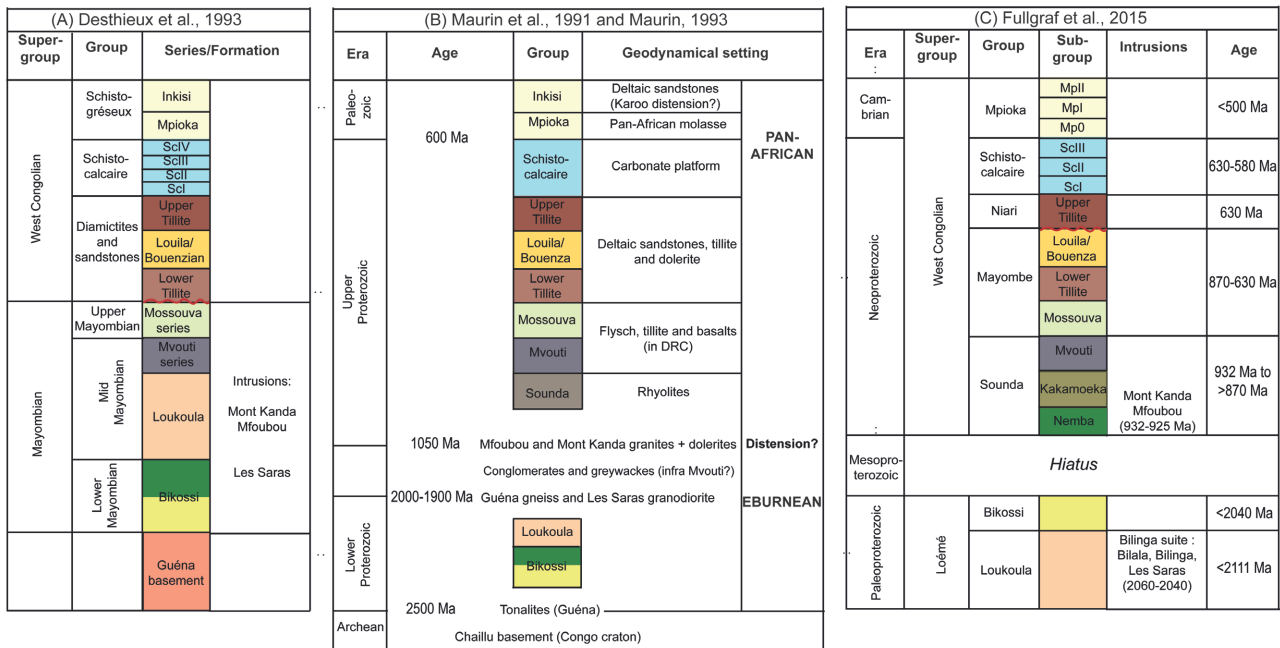 (A) Desthieux et al., 1993
Super-
group
Group
Series/Formation
West Congolian
Schisto-
gréseux
Inkisi
Mpioka
Schisto-
calcaire
ScIV
ScIII
ScII
ScI
Diamictites
and
sandstones
Upper
Tillite
Louila/
Bouenzian
Lower
Tillite
Mayombian
Upper
Mayombian
Mossouva
series
Mid
Mayombian
Mvouti
series
Loukoula
Lower
Mayombian
Bikossi
Guéna
basement
Intrusions:
Mont Kanda
Mfoubou
Les Saras
(B) Maurin et al., 1991 and Maurin, 1993
Era
Age
Group
Geodynamical setting
Paleo-
zoic
Inkisi
Deltaic sandstones
(Karoo distension?)
Mpioka
Pan-African molasse
600 Ma
PAN-
AFRICAN
Upper
Proterozoic
Schisto-
calcaire
Carbonate platform
Upper
Tillite
Louila/
Bouenza
Lower
Tillite
Deltaic sandstones, tillite
and dolerite
Mossouva
Mvouti
Flysch, tillite and basalts
(in DRC)
Sounda
Rhyolites
1050 Ma
Mfoubou and Mont Kanda granites + dolerites
Distension?
Conglomerates and greywackes (infra Mvouti?)
2000-1900 Ma
Guéna gneiss and Les Saras granodiorite
EBURNEAN
Lower
Proterozoic
Loukoula
Bikossi
2500 Ma
Tonalites (Guéna)
Archean
Chaillu basement (Congo craton)
(C) Fullgraf et al., 2015
Era
Super-
group
Group
Sub-
group
Intrusions
Age
Cam-
brian
Mpioka
MpII
MpI
Mp0
<500 Ma
Neoproterozoic
West Congolian
Schisto-
calcaire
ScIII
ScII
ScI
630-580 Ma
Niari
Upper
Tillite
630 Ma
Mayombe
Louila/
Bouenza
Lower
Tillite
Mossouva
870-630 Ma
Sounda
Mvouti
Kakamoeka
Nemba
Mont Kanda
Mfoubou
(932-925 Ma)
932 Ma to
>870 Ma
Mesopro-
terozoic
Hiatus
Paleoproterozoic
Loémé
Bikossi
<2040 Ma
Loukoula
Bilinga suite :
Bilala, Bilinga,
Les Saras
(2060-2040)
<2111 Ma